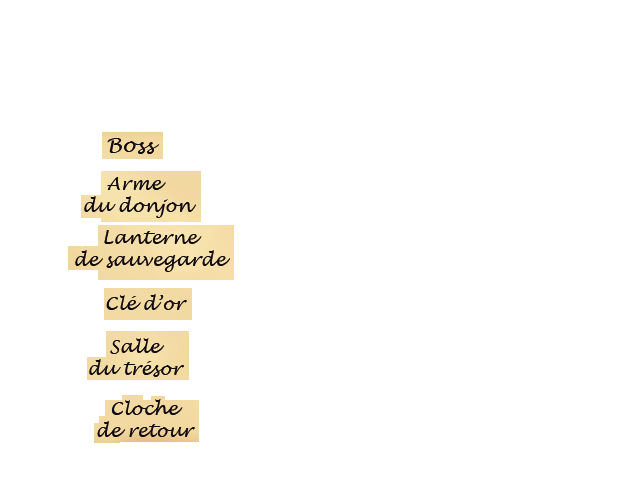 Boss
Arme
du donjon
Lanterne
de sauvegarde
Clé d'or
Salle
du trésor
Cloche
de retour